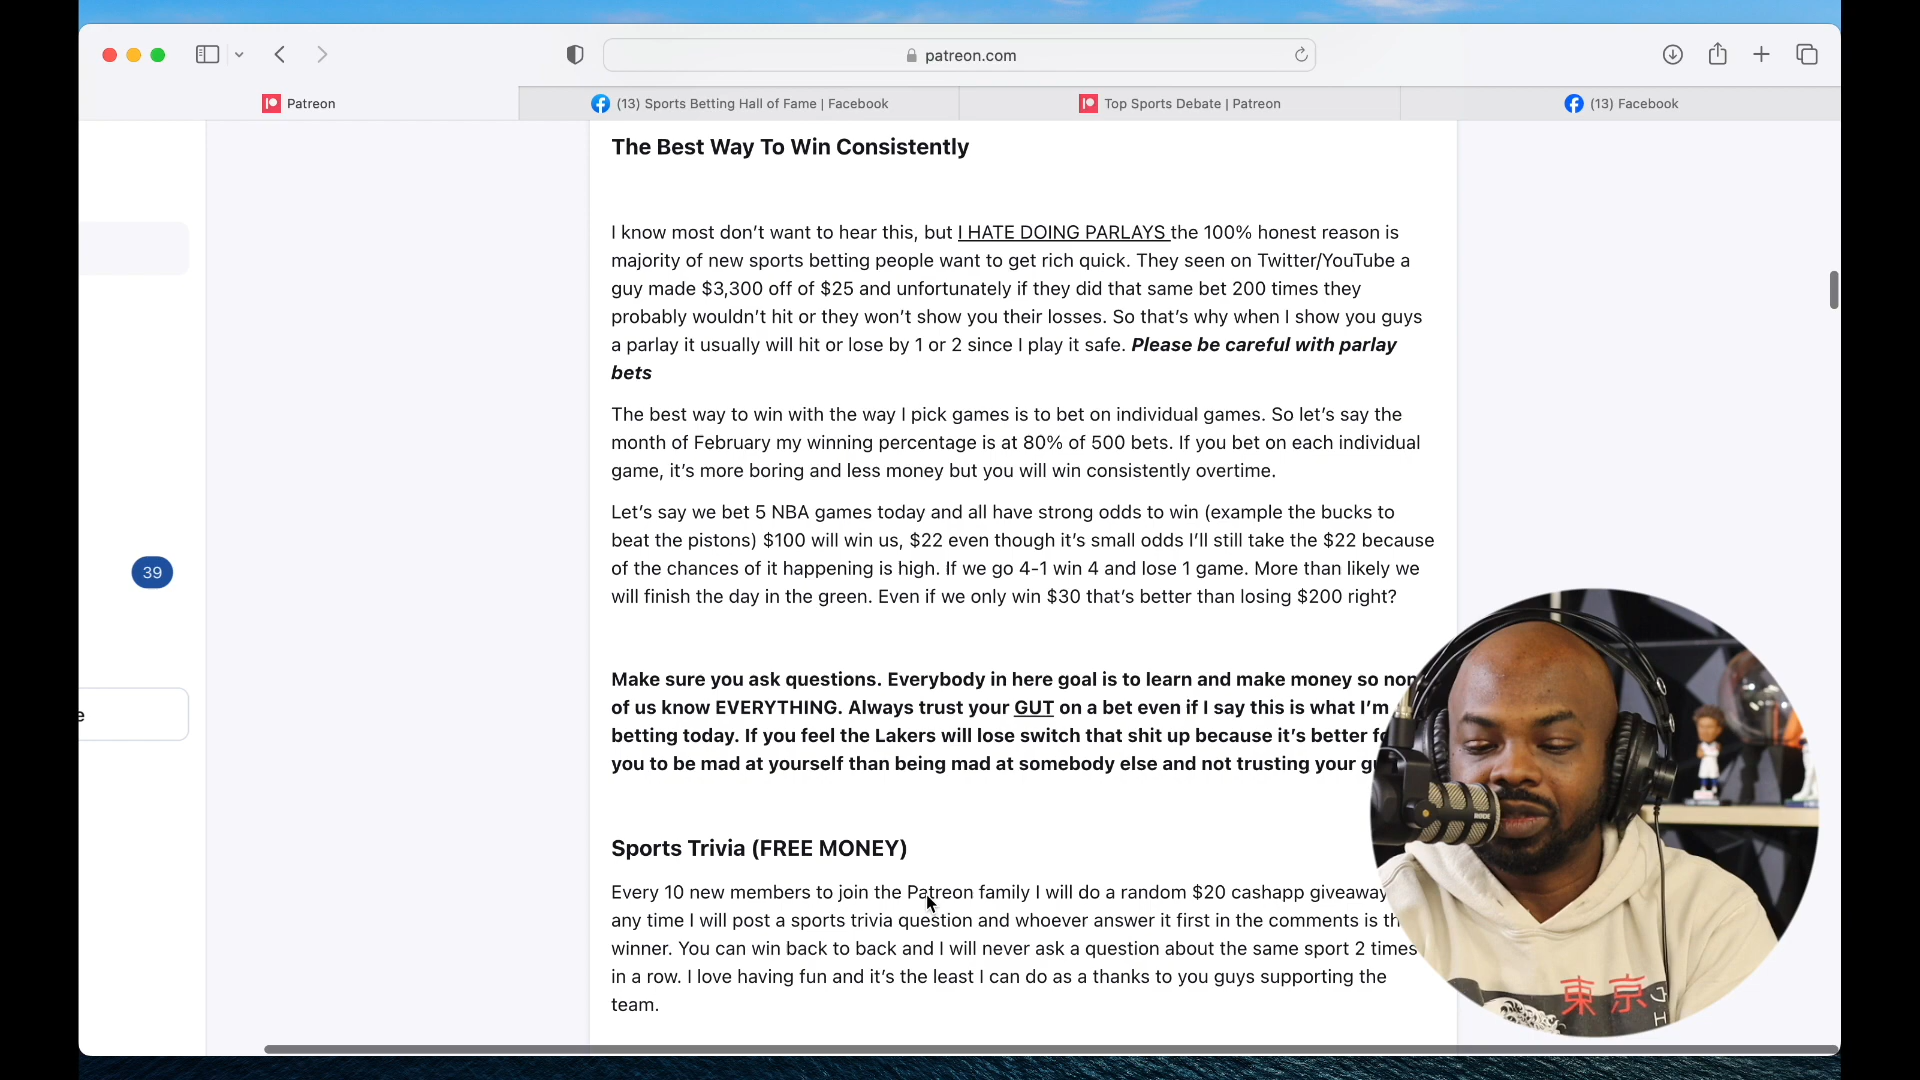 patreon.com
Patreon
(13) Sports Betting Hall of Fame | Facebook
Top Sports Debate | Patreon
(13) Facebook
The Best Way To Win Consistently
I know most don’t want to hear this, but I HATE DOING PARLAYS the 100% honest reason is
majority of new sports betting people want to get rich quick. They seen on Twitter/YouTube a
guy made $3,300 off of $25 and unfortunately if they did that same bet 200 times they
probably wouldn’t hit or they won’t show you their losses. So that’s why when I show you guys
a parlay it usually will hit or lose by 1 or 2 since I play it safe. Please be careful with parlay
bets
The best way to win with the way I pick games is to bet on individual games. So let’s say the
month of February my winning percentage is at 80% of 500 bets. If you bet on each individual
game, it’s more boring and less money but you will win consistently overtime.
Let’s say we bet 5 NBA games today and all have strong odds to win (example the bucks to
beat the pistons) $100 will win us, $22 even though it’s small odds I’ll still take the $22 because
of the chances of it happening is high. If we go 4-1 win 4 and lose 1 game. More than likely we
will finish the day in the green. Even if we only win $30 that’s better than losing $200 right?
39
e
Make sure you ask questions. Everybody in here goal is to learn and make money so
of us know EVERYTHING. Always trust your GUT on a bet even if I say this is what I’m
betting today. If you feel the Lakers will lose switch that shit up because it’s better
you to be mad at yourself than being mad at somebody else and not trusting your
Sports Trivia (FREE MONEY)
Every 10 new members to join the Patreon family I will do a random $20 cashapp giveaway
any time I will post a sports trivia question and whoever answer it first in the comments is
winner. You can win back to back and I will never ask a question about the same sport 2 times
in a row. I love having fun and it’s the least I can do as a thanks to you guys supporting the
team.
RODE
東京